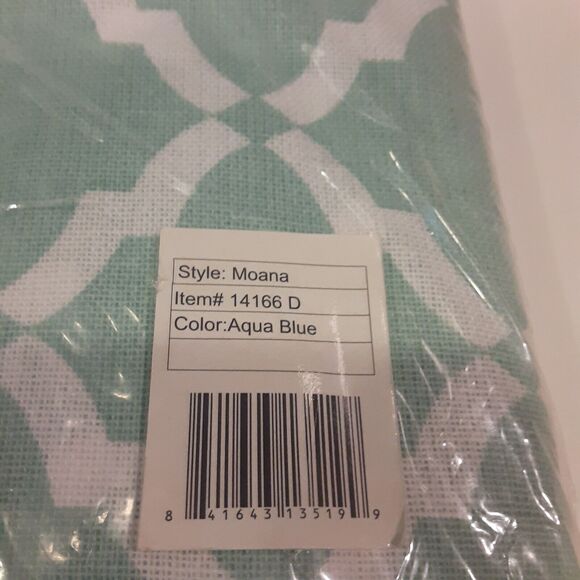 Style: Moana
Item# 14166 D
Color:Aqua Blue
8 41643 13519 9